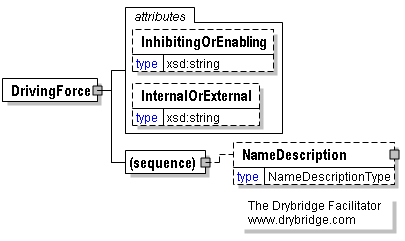 attributes
InhibitingOrEnabling
type xsd:string
DrivingForce
InternalOrExternal
type xsd:string
(sequence)
NameDescription
type NameDescriptionType
The Drybridge Facilitator
www.drybridge.com